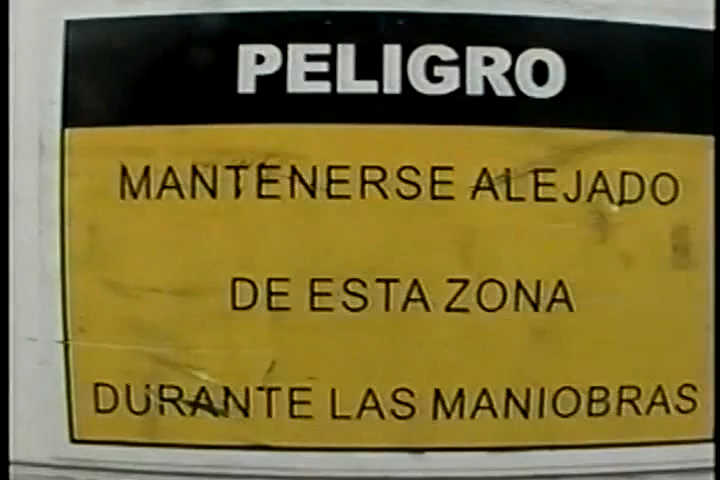 PELIGRO
MANTENERSE ALEJADO
DE ESTA ZONA
DURANTE LAS MANIOBRAS